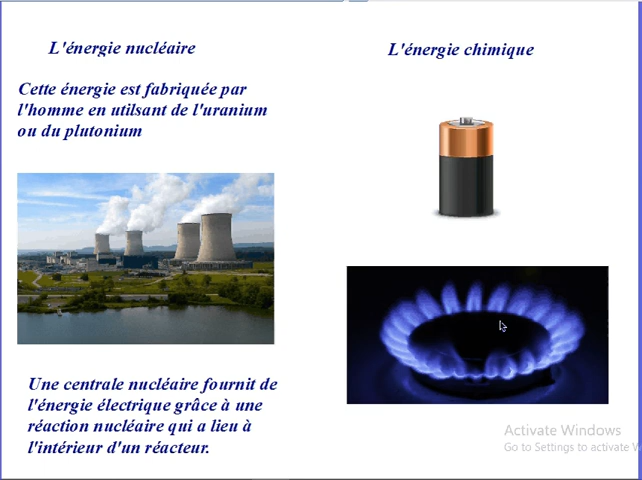 L'énergie nucléaire
Cette énergie est fabriquée par
l'homme en utilsant de l'uranium
ou du plutonium
Une centrale nucléaire fournit de
l'énergie électrique grâce à une
réaction nucléaire qui a lieu à
l'intérieur d'un réacteur.
L'énergie chimique
Activate Windows
Go to Settings to activate W